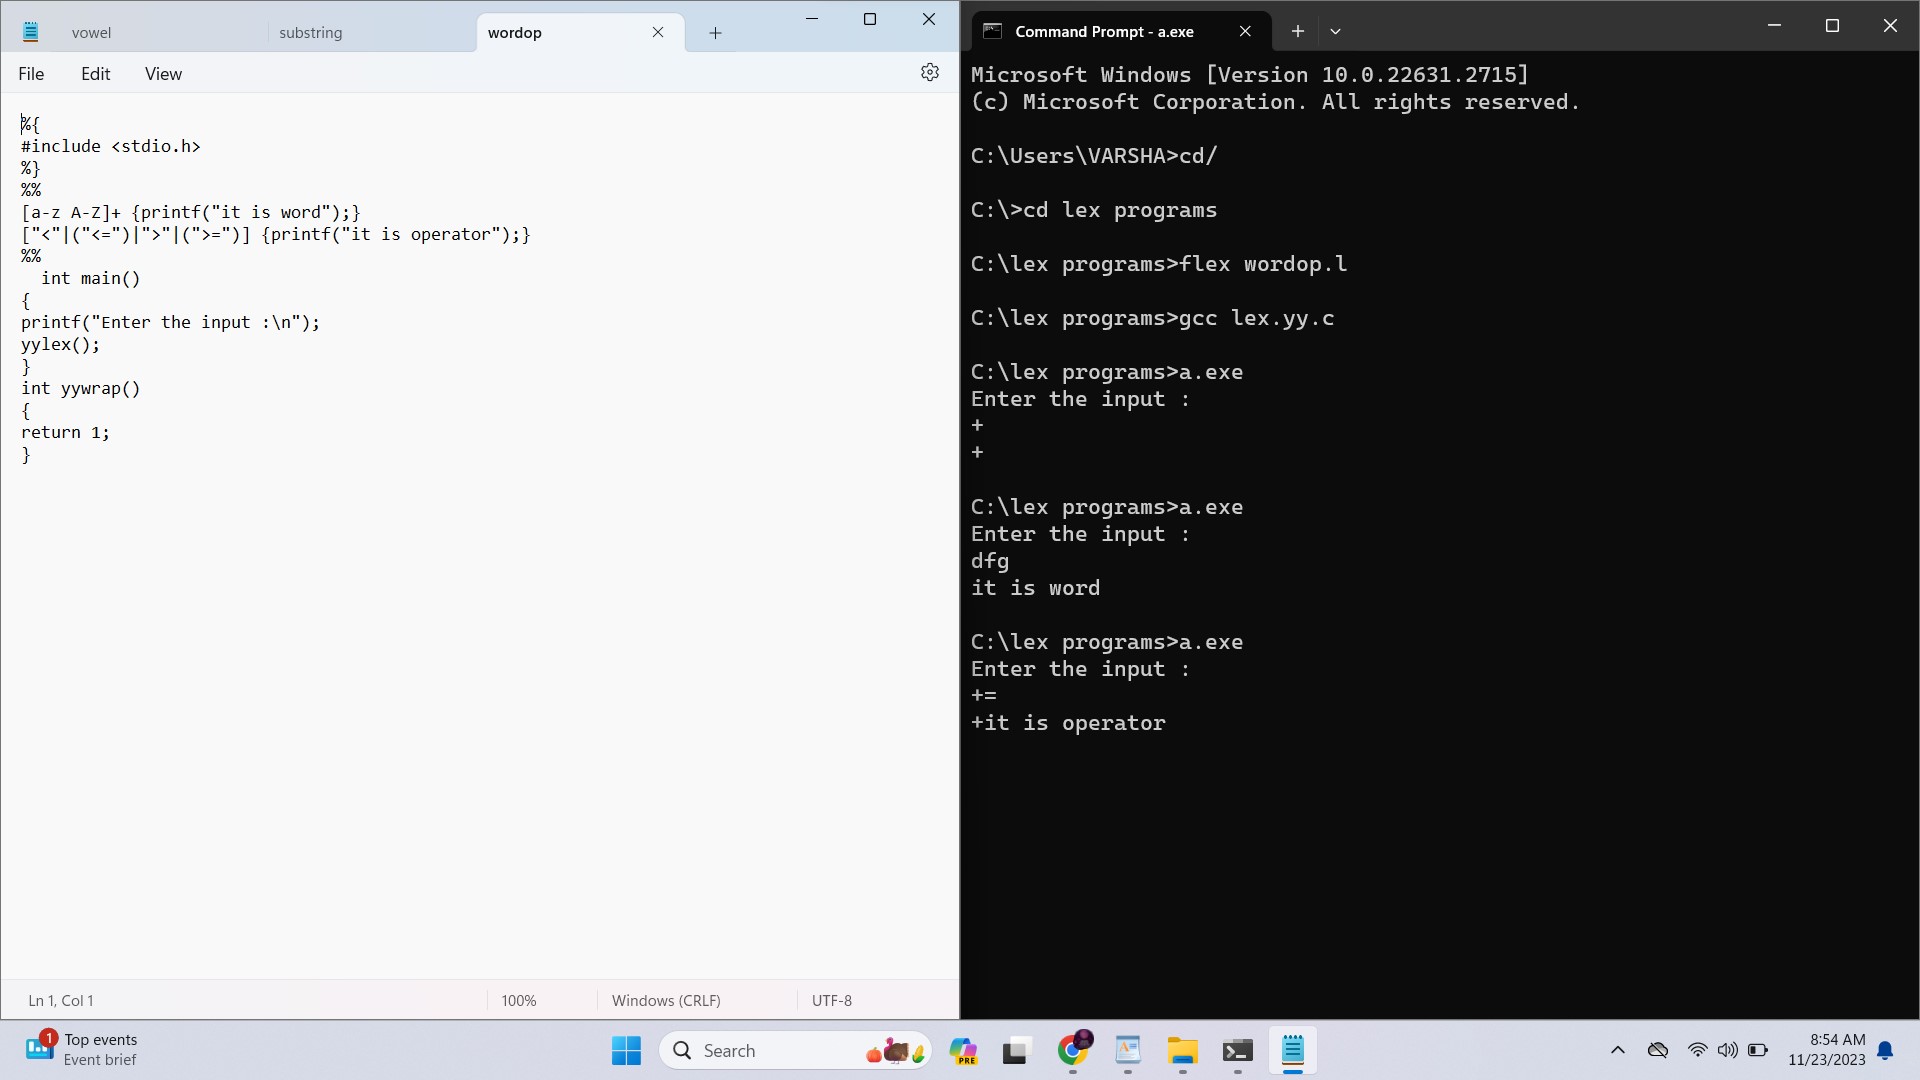 vowel
substring
wordop
File Edit View
%{
#include <stdio.h>
%}
%%
[a-z A-Z]+ {printf("it is word");}
["<"|("<=")|">"|(">=")] {printf("it is operator");}
%%
  int main()
{
printf("Enter the input :\n");
yylex();
}
int yywrap()
{
return 1;
}
Ln 1, Col 1
100%
Windows (CRLF)
UTF-8
Command Prompt - a.exe
Microsoft Windows [Version 10.0.22631.2715]
(c) Microsoft Corporation. All rights reserved.
C:\Users\VARSHA>cd/
C:\>cd lex programs
C:\lex programs>flex wordop.l
C:\lex programs>gcc lex.yy.c
C:\lex programs>a.exe
Enter the input :
+
+
C:\lex programs>a.exe
Enter the input :
dfg
it is word
C:\lex programs>a.exe
Enter the input :
+=
+it is operator
1
Top events
Event brief
Search
PRE
8:54 AM
11/23/2023